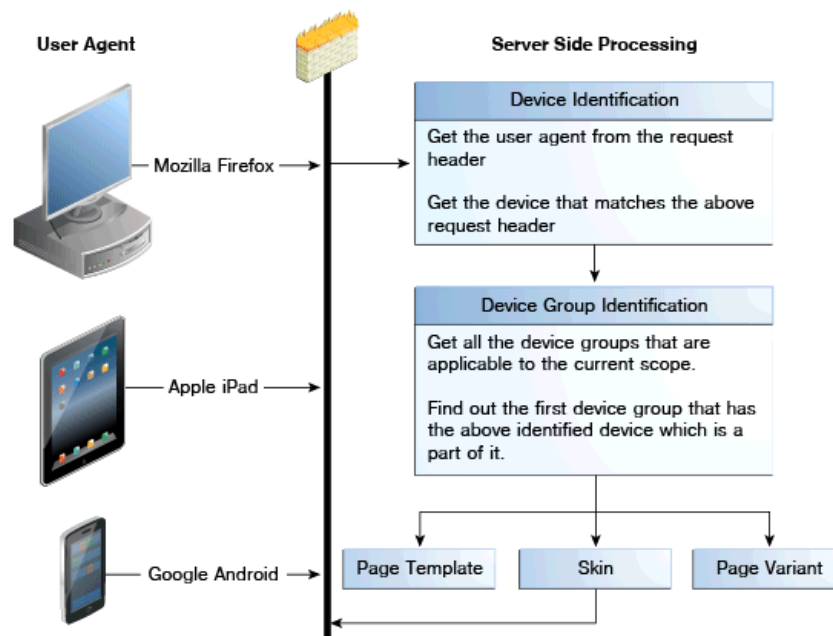 User Agent
Server Side Processing
Device Identification
Get the user agent from the request
header
Get the device that matches the above
request header
Mozilla Firefox
Device Group Identification
Get all the device groups that are
applicable to the current scope.
Find out the first device group that has
the above identified device which is a
part of it.
Apple iPad
Google Android
Page Template
Skin
Page Variant